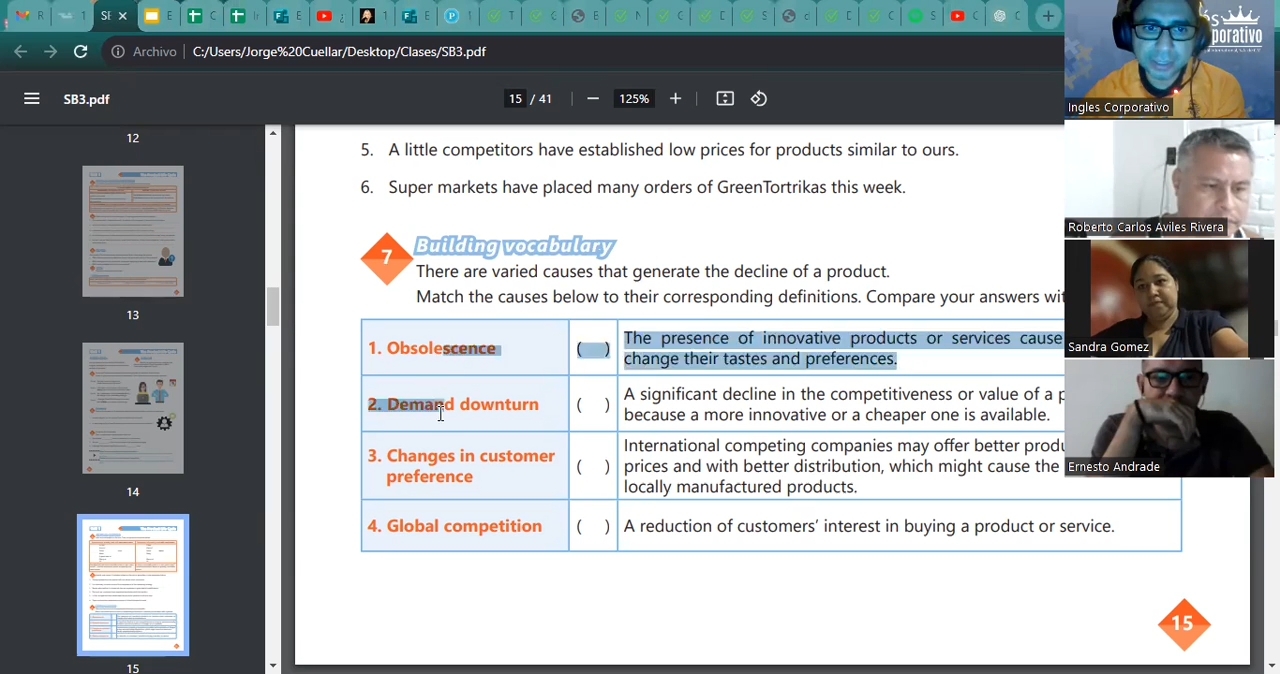 SE
C
I
E
¿
1
E
1
T
C
E
N
C
D
S
d
D
C
S
C
C
Archivo C:/Users/Jorge%20Cuellar/Desktop/Clases/SB3.pdf
SB3.pdf
15 / 41
125%
12
13
14
15
5. A little competitors have established low prices for products similar to ours.
6. Super markets have placed many orders of GreenTortrikas this week.
7 Building vocabulary
There are varied causes that generate the decline of a product.
Match the causes below to their corresponding definitions. Compare your answers wi
1. Obsolescence ( ) The presence of innovative products or services cause
change their tastes and preferences.
2. Demand downturn ( ) A significant decline in the competitiveness or value of a p
because a more innovative or a cheaper one is available.
3. Changes in customer
preference
( ) International competing companies may offer better produ
prices and with better distribution, which might cause the
locally manufactured products.
4. Global competition ( ) A reduction of customers' interest in buying a product or service.
15
ós
rporativo
Ingles Corporativo
Roberto Carlos Aviles Rivera
Sandra Gomez
Ernesto Andrade